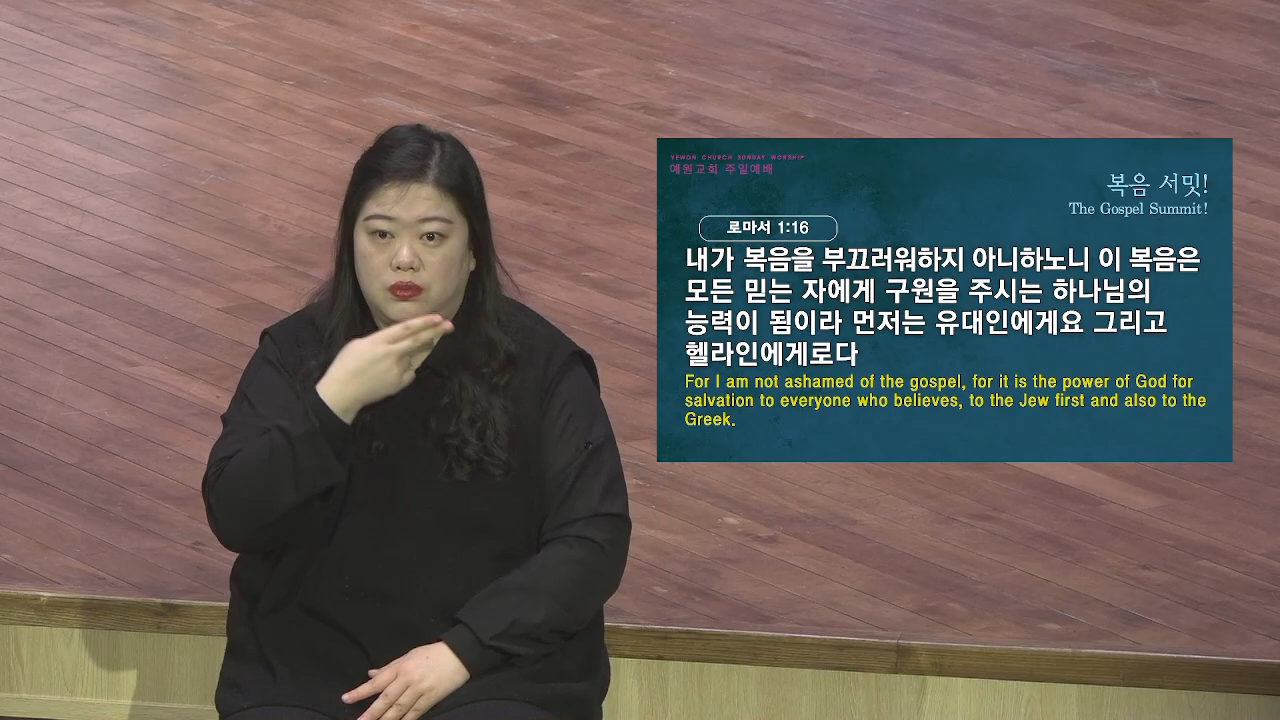 YEWON CHURCH SUNDAY WORSHIP
예원교회 주일예배
복음 서밋!
The Gospel Summit!
로마서 1:16
내가 복음을 부끄러워하지 아니하노니 이 복음은
모든 믿는 자에게 구원을 주시는 하나님의
능력이 됨이라 먼저는 유대인에게요 그리고
헬라인에게로다
For I am not ashamed of the gospel, for it is the power of God for
salvation to everyone who believes, to the Jew first and also to the
Greek.